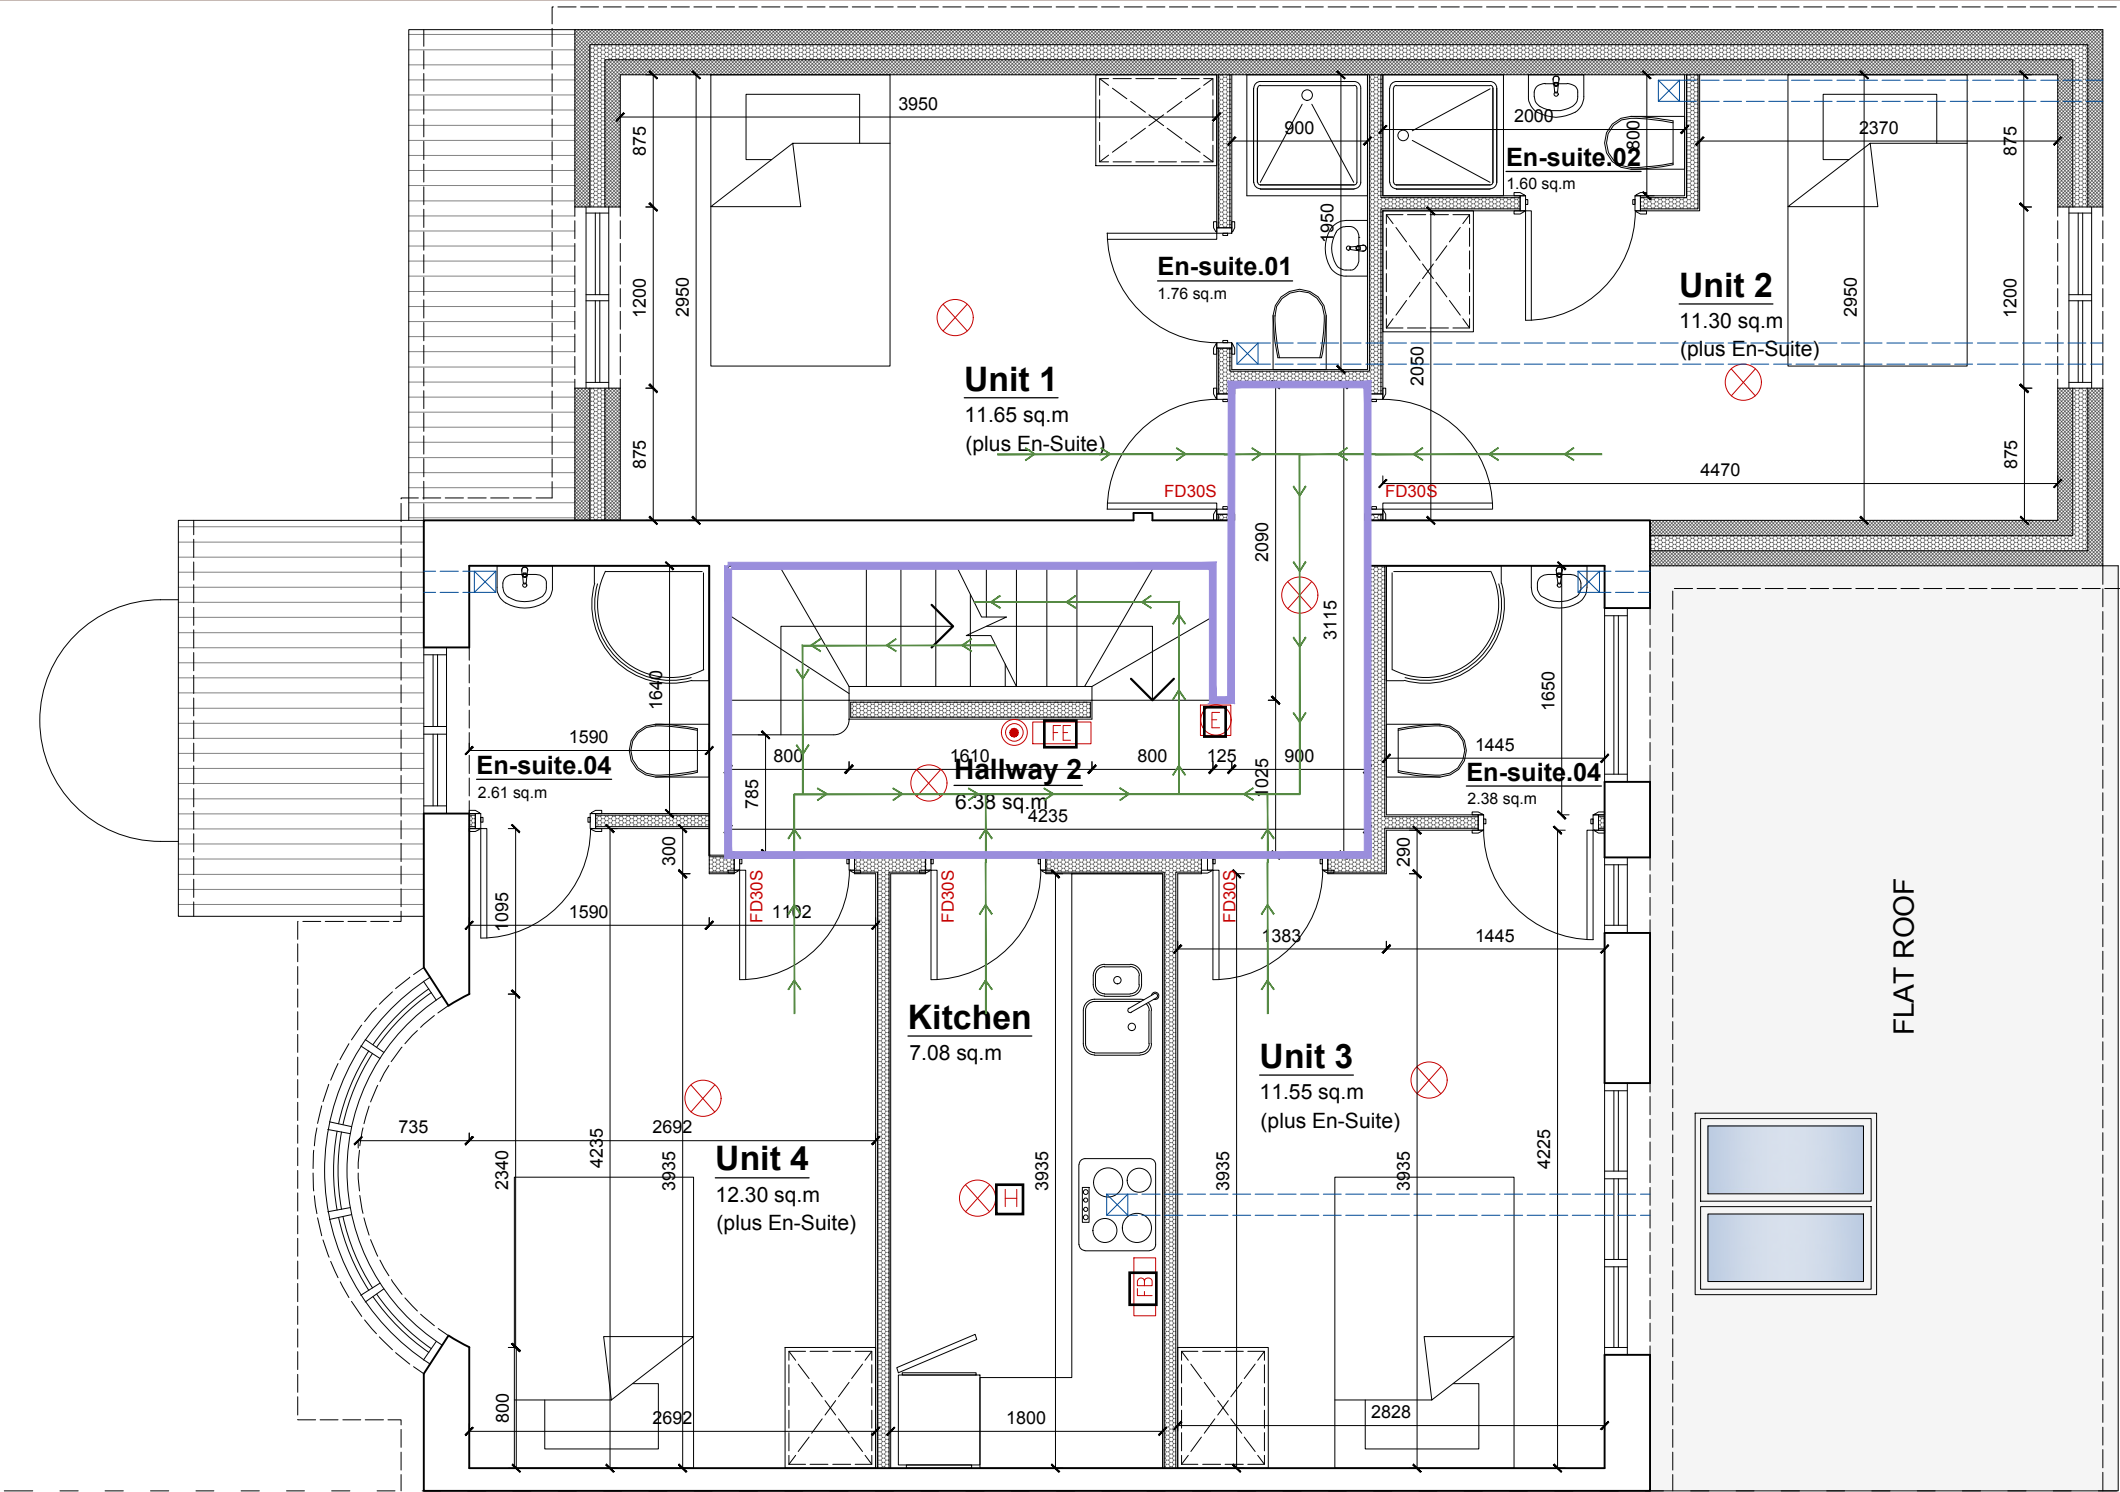 3950
900
2000
800
2370
875
875
En-suite.02
1.60 sq.m
1950
En-suite.01
1.76 sq.m
Unit 2
11.30 sq.m
(plus En-Suite)
1200
2950
2950
1200
2050
Unit 1
11.65 sq.m
(plus En-Suite)
875
875
4470
FD30S
FD30S
2090
3115
1640
1650
E
FE
1590
800
1610
800
125
900
1445
En-suite.04
2.61 sq.m
Hallway 2
6.38 sq.m
En-suite.04
2.38 sq.m
785
1025
4235
300
290
FD30S
FD30S
FD30S
1095
1590
1102
1383
1445
FLAT ROOF
Kitchen
7.08 sq.m
Unit 3
11.55 sq.m
(plus En-Suite)
735
2692
2340
4235
3935
Unit 4
12.30 sq.m
(plus En-Suite)
3935
3935
3935
4225
H
FB
800
2692
1800
2828